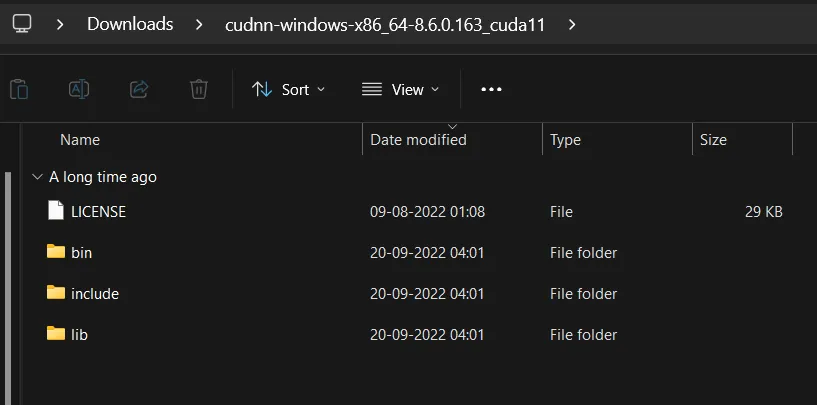 Downloads cudnn-windows-x86_64-8.6.0.163_cuda11
Sort View
Name Date modified Type Size
A long time ago
LICENSE 09-08-2022 01:08 File 29 KB
bin 20-09-2022 04:01 File folder
include 20-09-2022 04:01 File folder
lib 20-09-2022 04:01 File folder